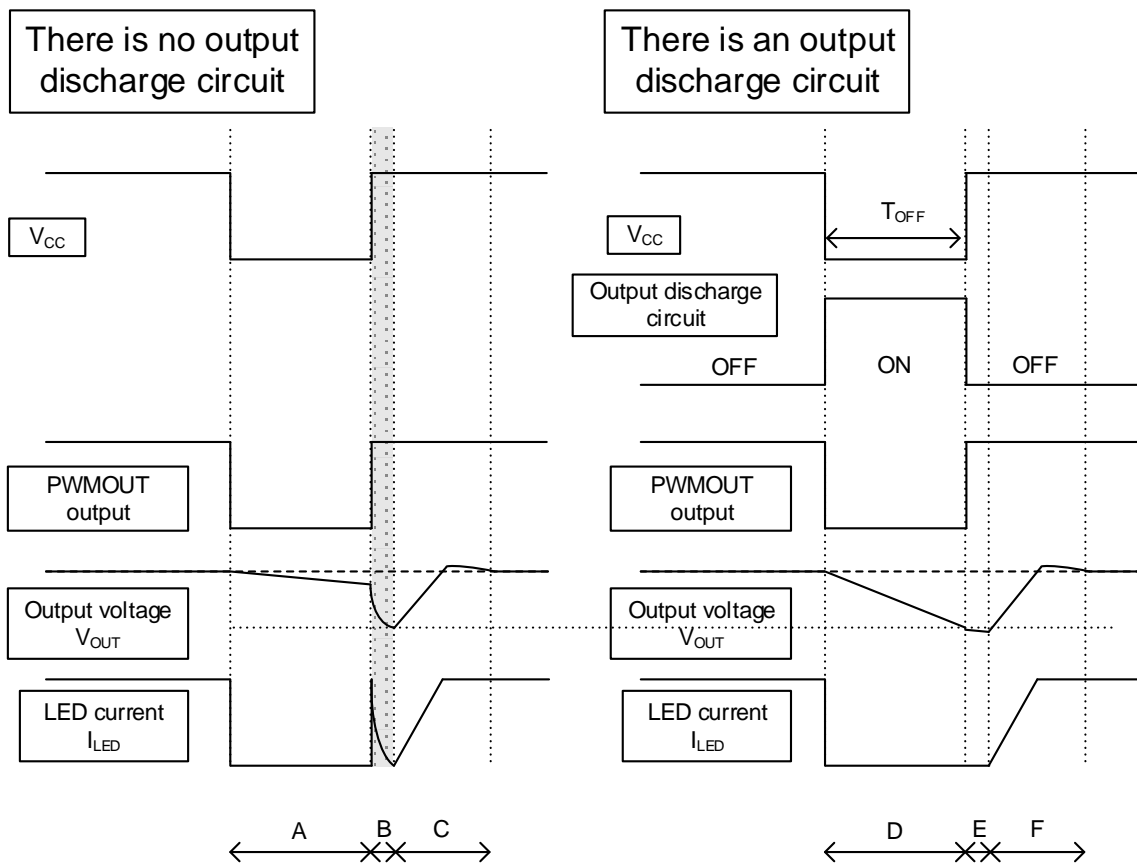 There is no output
discharge circuit
There is an output
discharge circuit
VCC
TOFF
VCC
Output discharge
circuit
OFF
ON
OFF
PWMOUT
output
PWMOUT
output
Output voltage
VOUT
Output voltage
VOUT
LED current
ILED
LED current
ILED
A
B
C
D
E
F